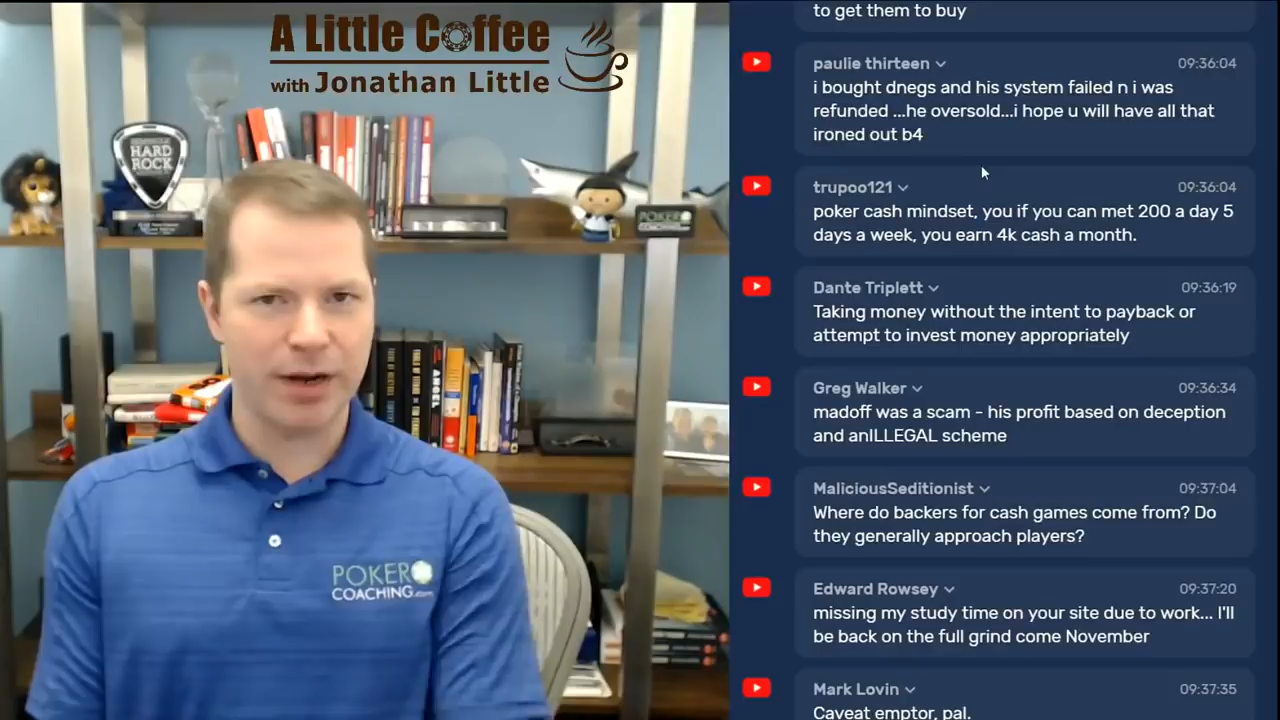 A Little Coffee
with Jonathan Little
HARD
ROCK
POKER
COACHING
ANGEL
POKER
COACHING.com
to get them to buy
paulie thirteen 09:36:04
i bought dnegs and his system failed n i was
refunded ...he oversold...i hope u will have all that
ironed out b4
trupoo121 09:36:04
poker cash mindset, you if you can met 200 a day 5
days a week, you earn 4k cash a month.
Dante Triplett 09:36:19
Taking money without the intent to payback or
attempt to invest money appropriately
Greg Walker 09:36:34
madoff was a scam - his profit based on deception
and anILLEGAL scheme
MaliciousSeditionist 09:37:04
Where do backers for cash games come from? Do
they generally approach players?
Edward Rowsey 09:37:20
missing my study time on your site due to work... I'll
be back on the full grind come November
Mark Lovin 09:37:35
Caveat emptor, pal.